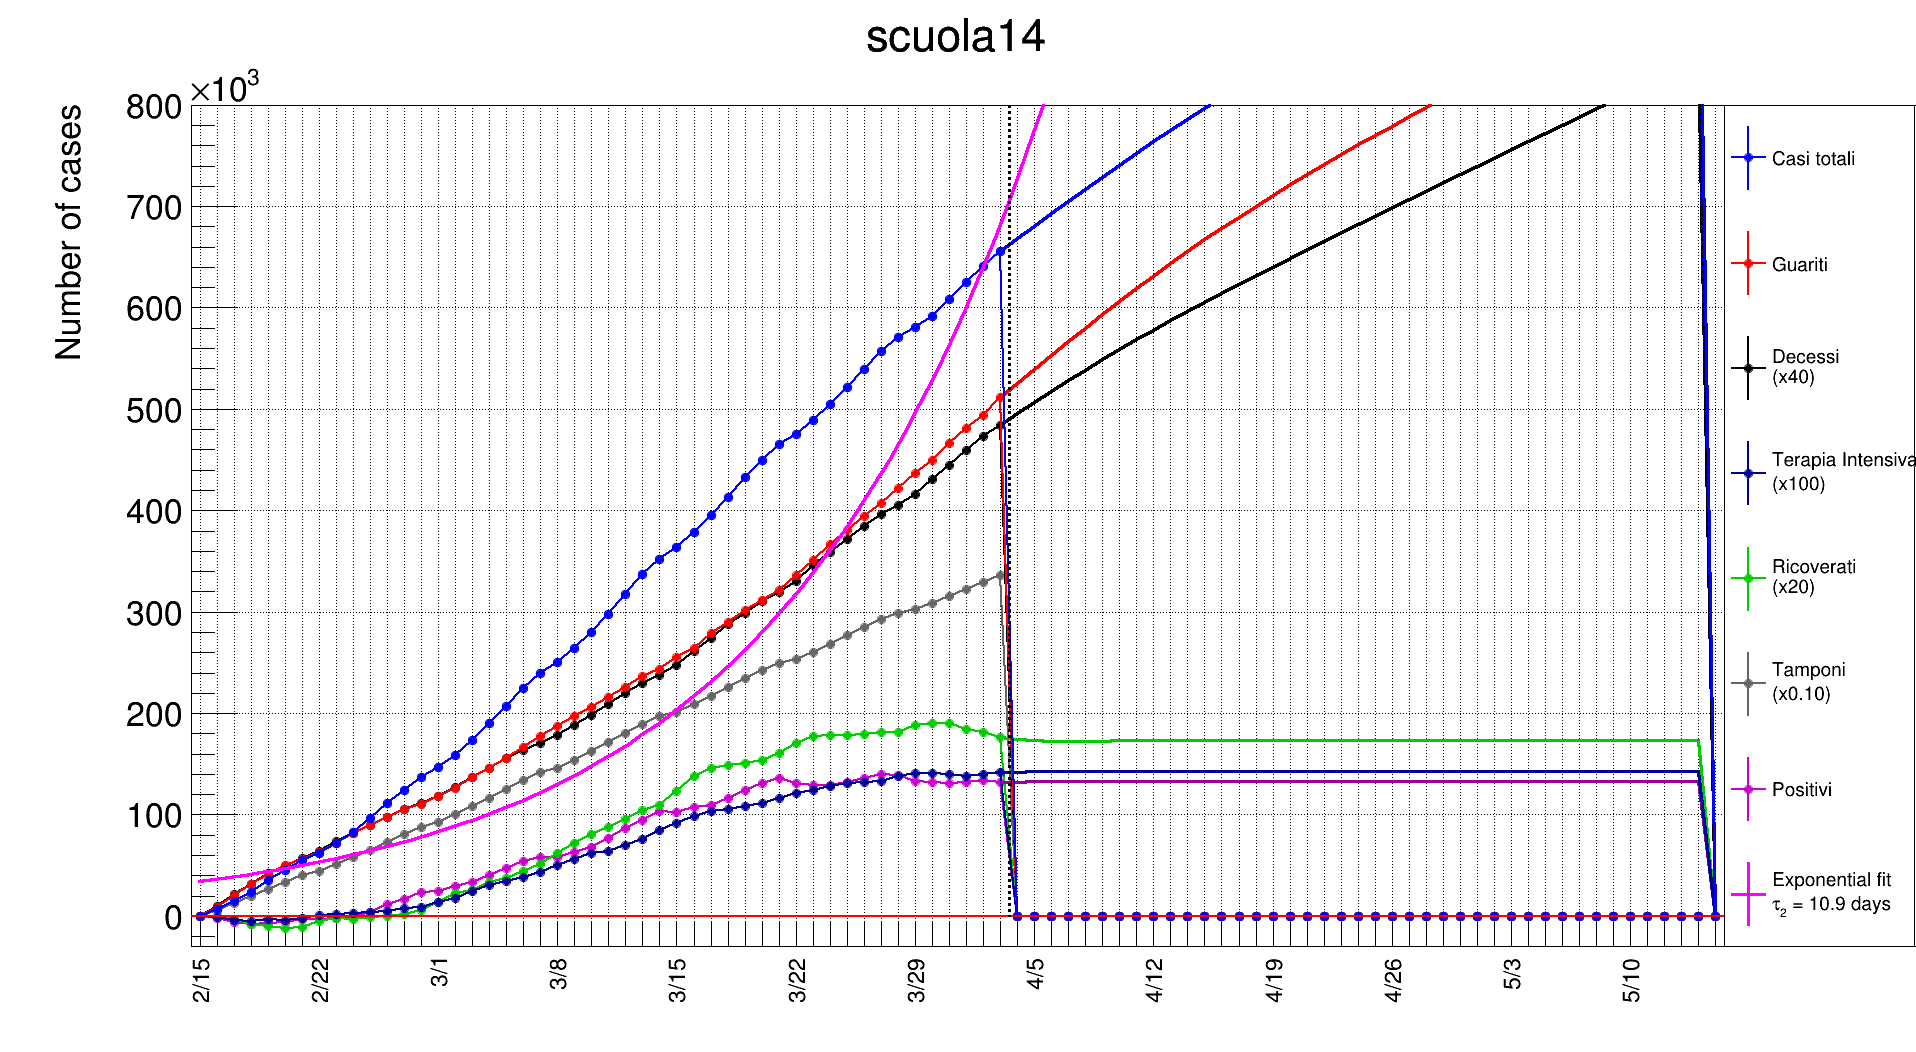 scuola14
×10³
Number of cases
800
700
600
500
400
300
200
100
0
2/15
2/22
3/1
3/8
3/15
3/22
3/29
4/5
4/12
4/19
4/26
5/3
5/10
Casi totali
Guariti
Decessi
(x40)
Terapia Intensiva
(x100)
Ricoverati
(x20)
Tamponi
(x0.10)
Positivi
Exponential fit
τ₂ = 10.9 days